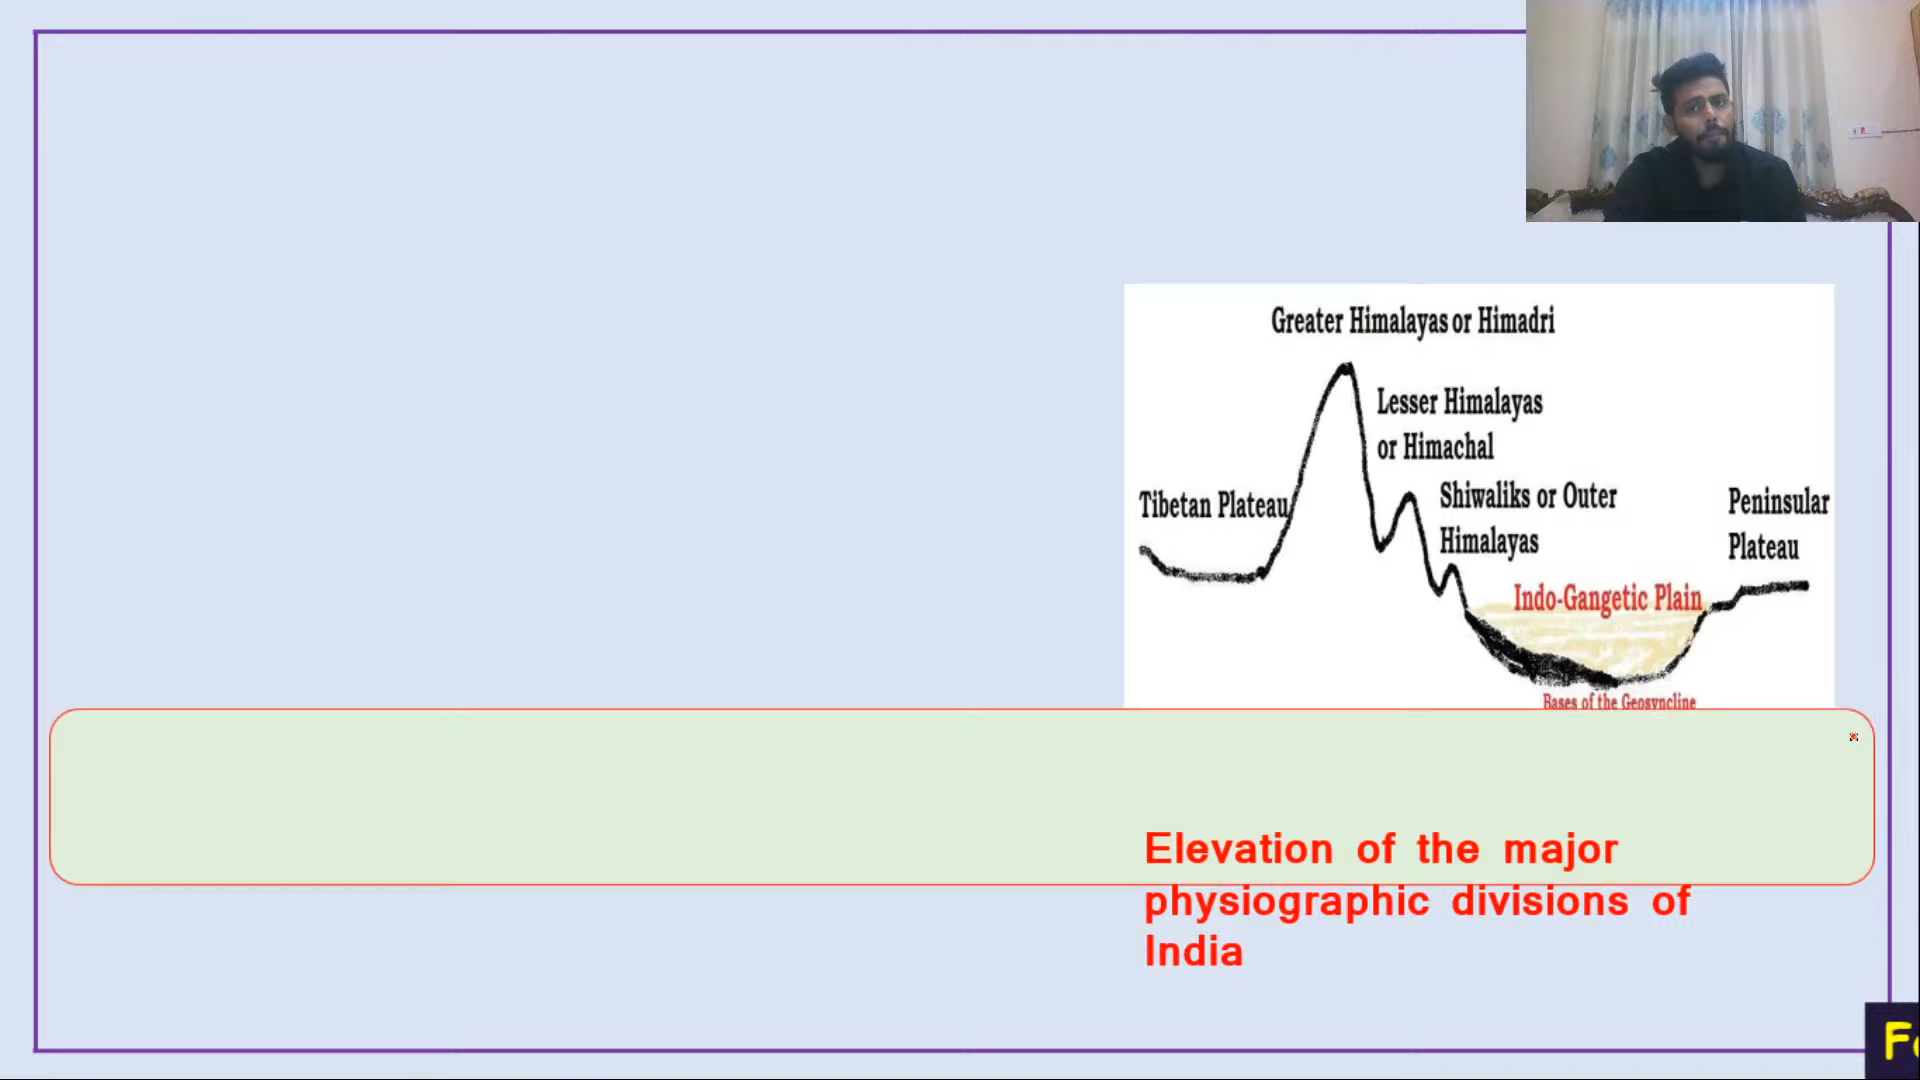 Greater Himalayas or Himadri
Lesser Himalayas
or Himachal
Tibetan Plateau
Shiwaliks or Outer
Himalayas
Peninsular
Plateau
Indo-Gangetic Plain
Bases of the Geosyncline
Elevation of the major
physiographic divisions of
India